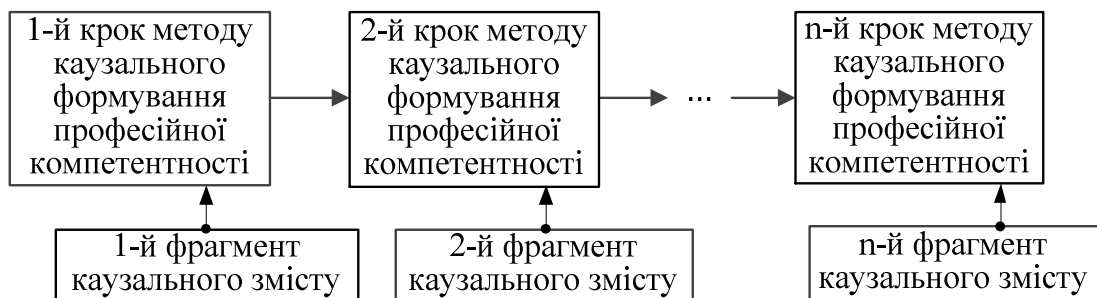 1-й крок методу
каузального
формування
професійної
компетентності
2-й крок методу
каузального
формування
професійної
компетентності
...
n-й крок методу
каузального
формування
професійної
компетентності
1-й фрагмент
каузального змісту
2-й фрагмент
каузального змісту
n-й фрагмент
каузального змісту